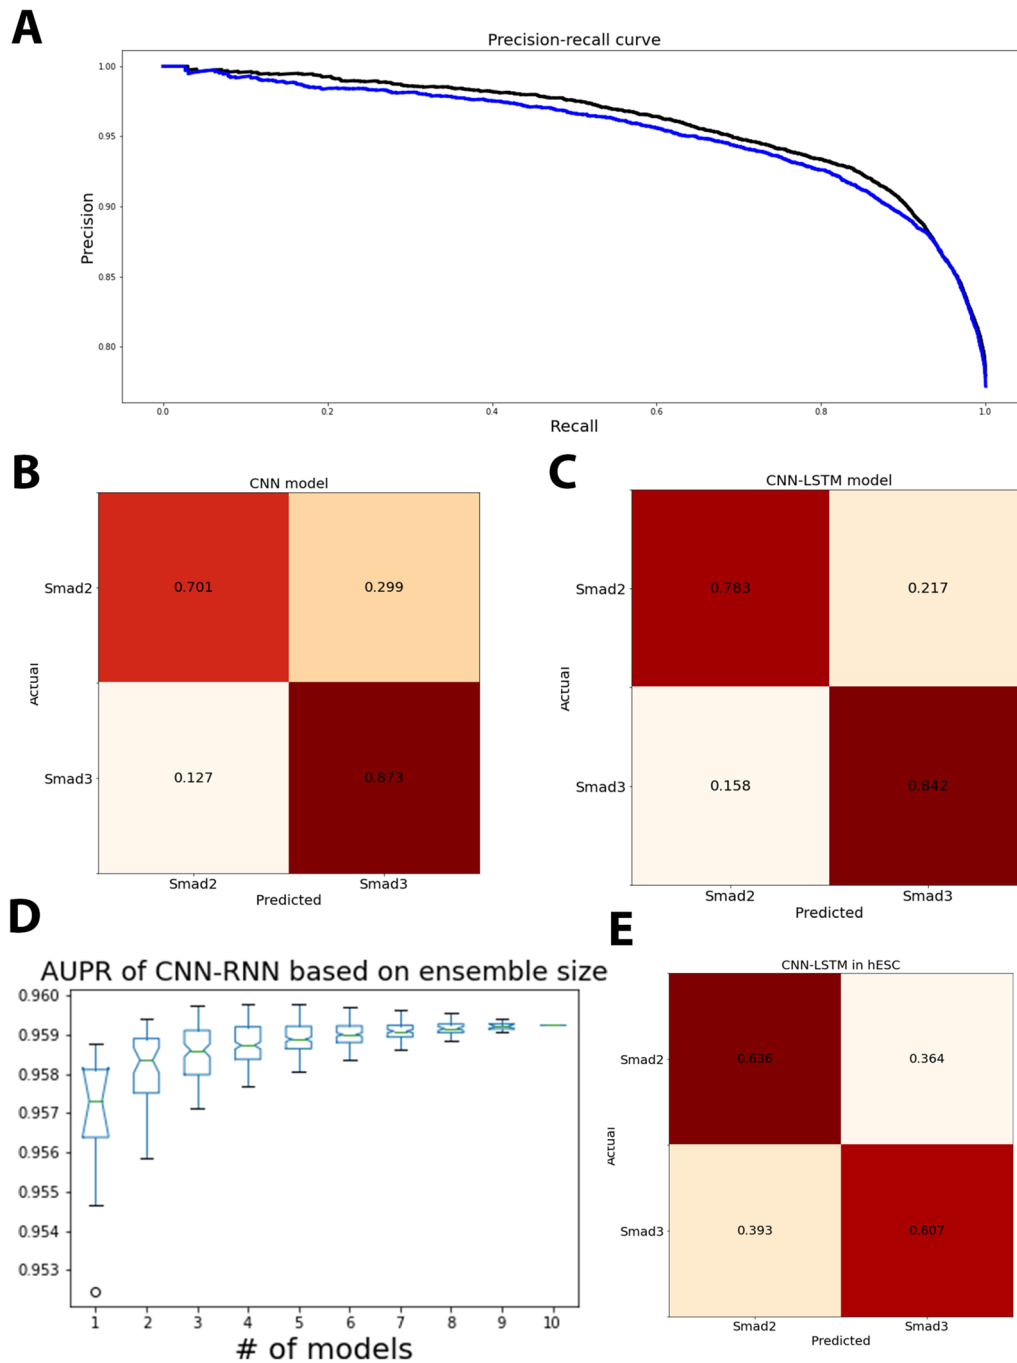 A
Precision-recall curve
1.00
0.95
0.90
0.85
0.80
Precision
0.0 0.2 0.4 0.6 0.8 1.0
Recall
B
CNN model
Smad2
0.701 0.299
Actual
Smad3
0.127 0.873
Smad2 Smad3
Predicted
C
CNN-LSTM model
Smad2
0.783 0.217
Actual
Smad3
0.158 0.842
Smad2 Smad3
Predicted
D
AUPR of CNN-RNN based on ensemble size
0.960
0.959
0.958
0.957
0.956
0.955
0.954
0.953
1 2 3 4 5 6 7 8 9 10
# of models
E
CNN-LSTM in hESC
Smad2
0.636 0.364
Actual
Smad3
0.393 0.607
Smad2 Smad3
Predicted